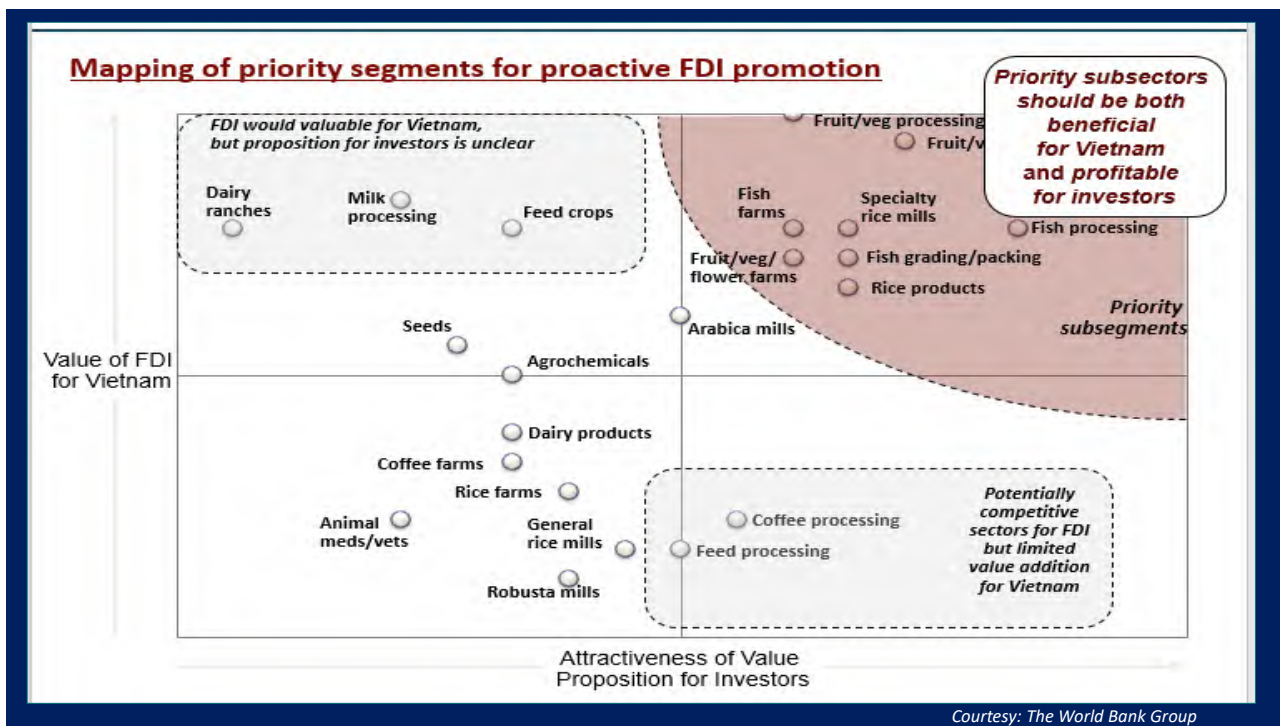 Mapping of priority segments for proactive FDI promotion
Priority subsectors
should be both
beneficial
for Vietnam
and profitable
for investors
FDI would valuable for Vietnam,
but proposition for investors is unclear
Fruit/veg processing
Fruit/v
Dairy
ranches
Milk
processing
Feed crops
Fish
farms
Specialty
rice mills
Fish processing
Fruit/veg/
flower farms
Fish grading/packing
Rice products
Priority
subsegments
Arabica mills
Seeds
Agrochemicals
Value of FDI
for Vietnam
Dairy products
Coffee farms
Rice farms
Animal
meds/vets
General
rice mills
Robusta mills
Coffee processing
Feed processing
Potentially
competitive
sectors for FDI
but limited
value addition
for Vietnam
Attractiveness of Value
Proposition for Investors
Courtesy: The World Bank Group